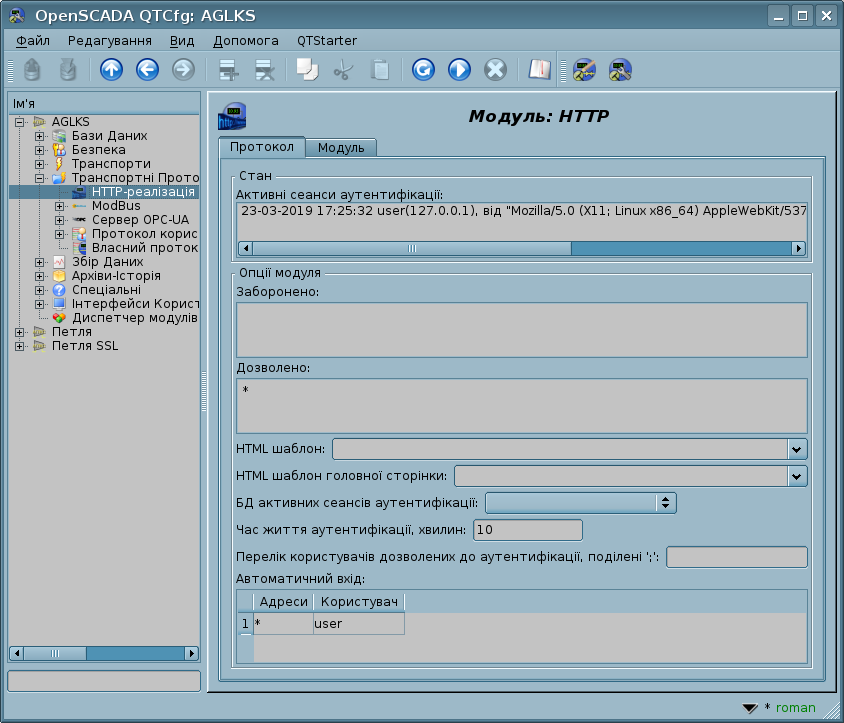 OpenSCADA QTCfg: AGLKS
Файл Редагування Вид Допомога QTStarter
Ім'я
AGLKS
Бази Даних
Безпека
Транспорти
Транспортні Прото
HTTP-реалізація
ModBus
Сервер OPC-UA
Протокол корис
Власний проток
Збір Даних
Архіви-Історія
Спеціальні
Інтерфейси Корист
Диспетчер модулів
Петля
Петля SSL
Модуль: HTTP
Протокол Модуль
Стан
Активні сеанси аутентифікації:
23-03-2019 17:25:32 user(127.0.0.1), від "Mozilla/5.0 (X11; Linux x86_64) AppleWebKit/537
Опції модуля
Заборонено:
Дозволено:
*
HTML шаблон:
HTML шаблон головної сторінки:
БД активних сеансів аутентифікації:
Час життя аутентифікації, хвилин: 10
Перелік користувачів дозволених до аутентифікації, поділені ';':
Автоматичний вхід:
Адреси Користувач
1 * user
* roman